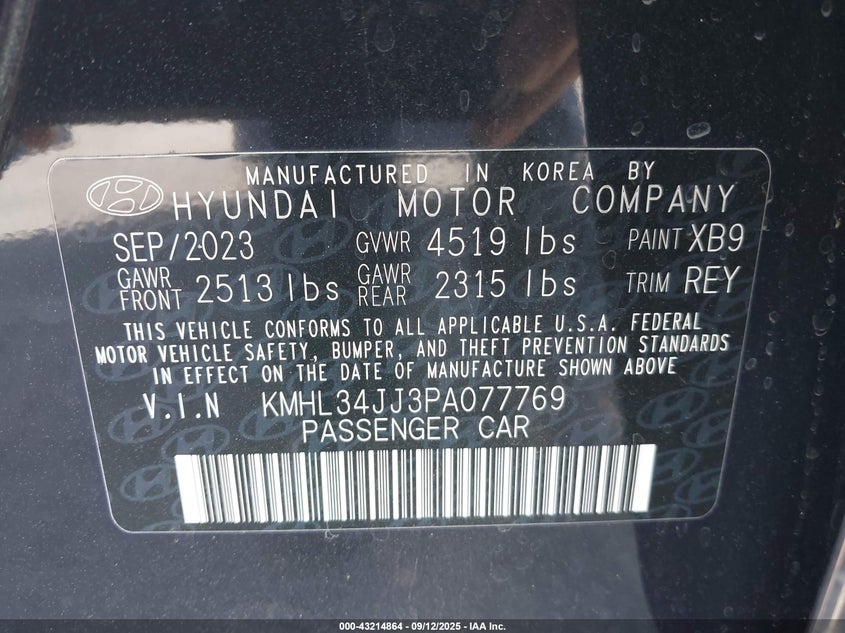 MANUFACTURED IN KOREA BY
HYUNDAI MOTOR COMPANY
SEP/2023 GVWR 4519 lbs PAINT XB9
GAWR FRONT 2513 lbs GAWR REAR 2315 lbs TRIM REY
THIS VEHICLE CONFORMS TO ALL APPLICABLE U.S.A. FEDERAL
MOTOR VEHICLE SAFETY, BUMPER, AND THEFT PREVENTION STANDARDS
IN EFFECT ON THE DATE OF MANUFACTURE SHOWN ABOVE
V.I.N KMHL34JJ3PA077769
PASSENGER CAR
000-43214864 - 09/12/2025 - IAA Inc.